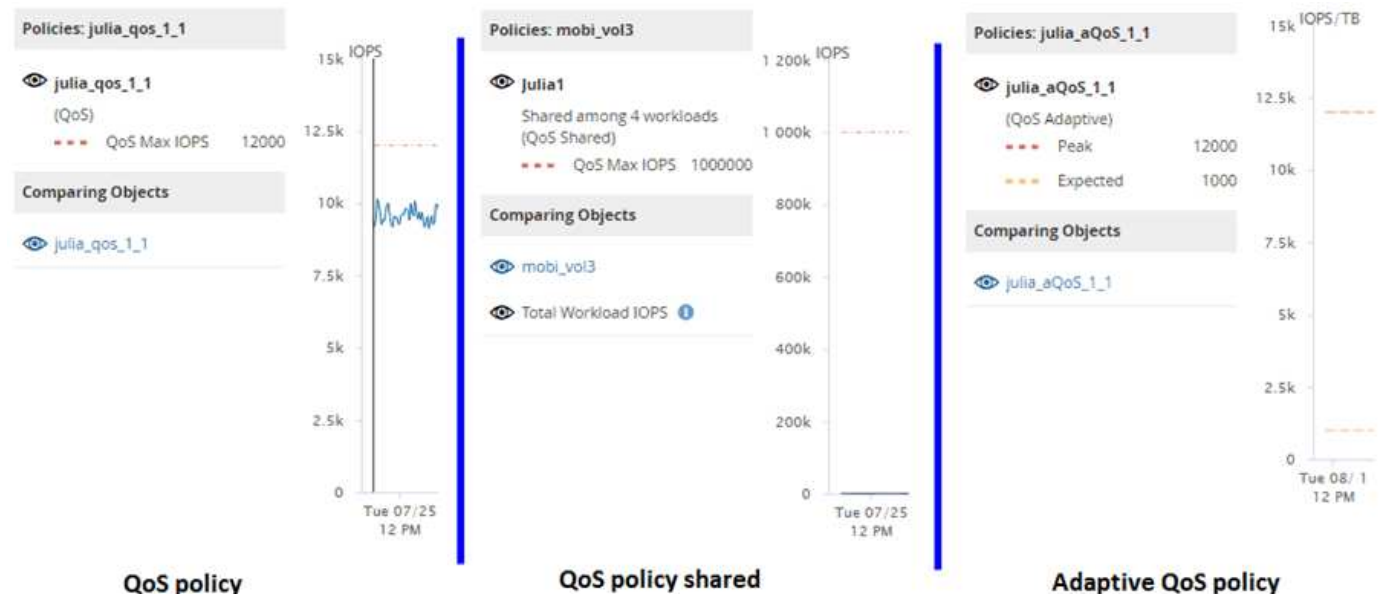 Policies: julia_qos_1_1
julia_qos_1_1
(QoS)
QoS Max IOPS 12000
Comparing Objects
julia_qos_1_1
IOPS
15k
12.5k
10k
7.5k
5k
2.5k
0
Tue 07/25
12 PM
QoS policy
Policies: mobi_vol3
Julia1
Shared among 4 workloads
(QoS Shared)
QoS Max IOPS 1000000
Comparing Objects
mobi_vol3
Total Workload IOPS i
IOPS
1 200k
1 000k
800k
600k
400k
200k
0
Tue 07/25
12 PM
QoS policy shared
Policies: julia_aQoS_1_1
julia_aQoS_1_1
(QoS Adaptive)
Peak 12000
Expected 1000
Comparing Objects
julia_aQoS_1_1
IOPS/TB
15k
12.5k
10k
7.5k
5k
2.5k
0
Tue 08/ 1
12 PM
Adaptive QoS policy